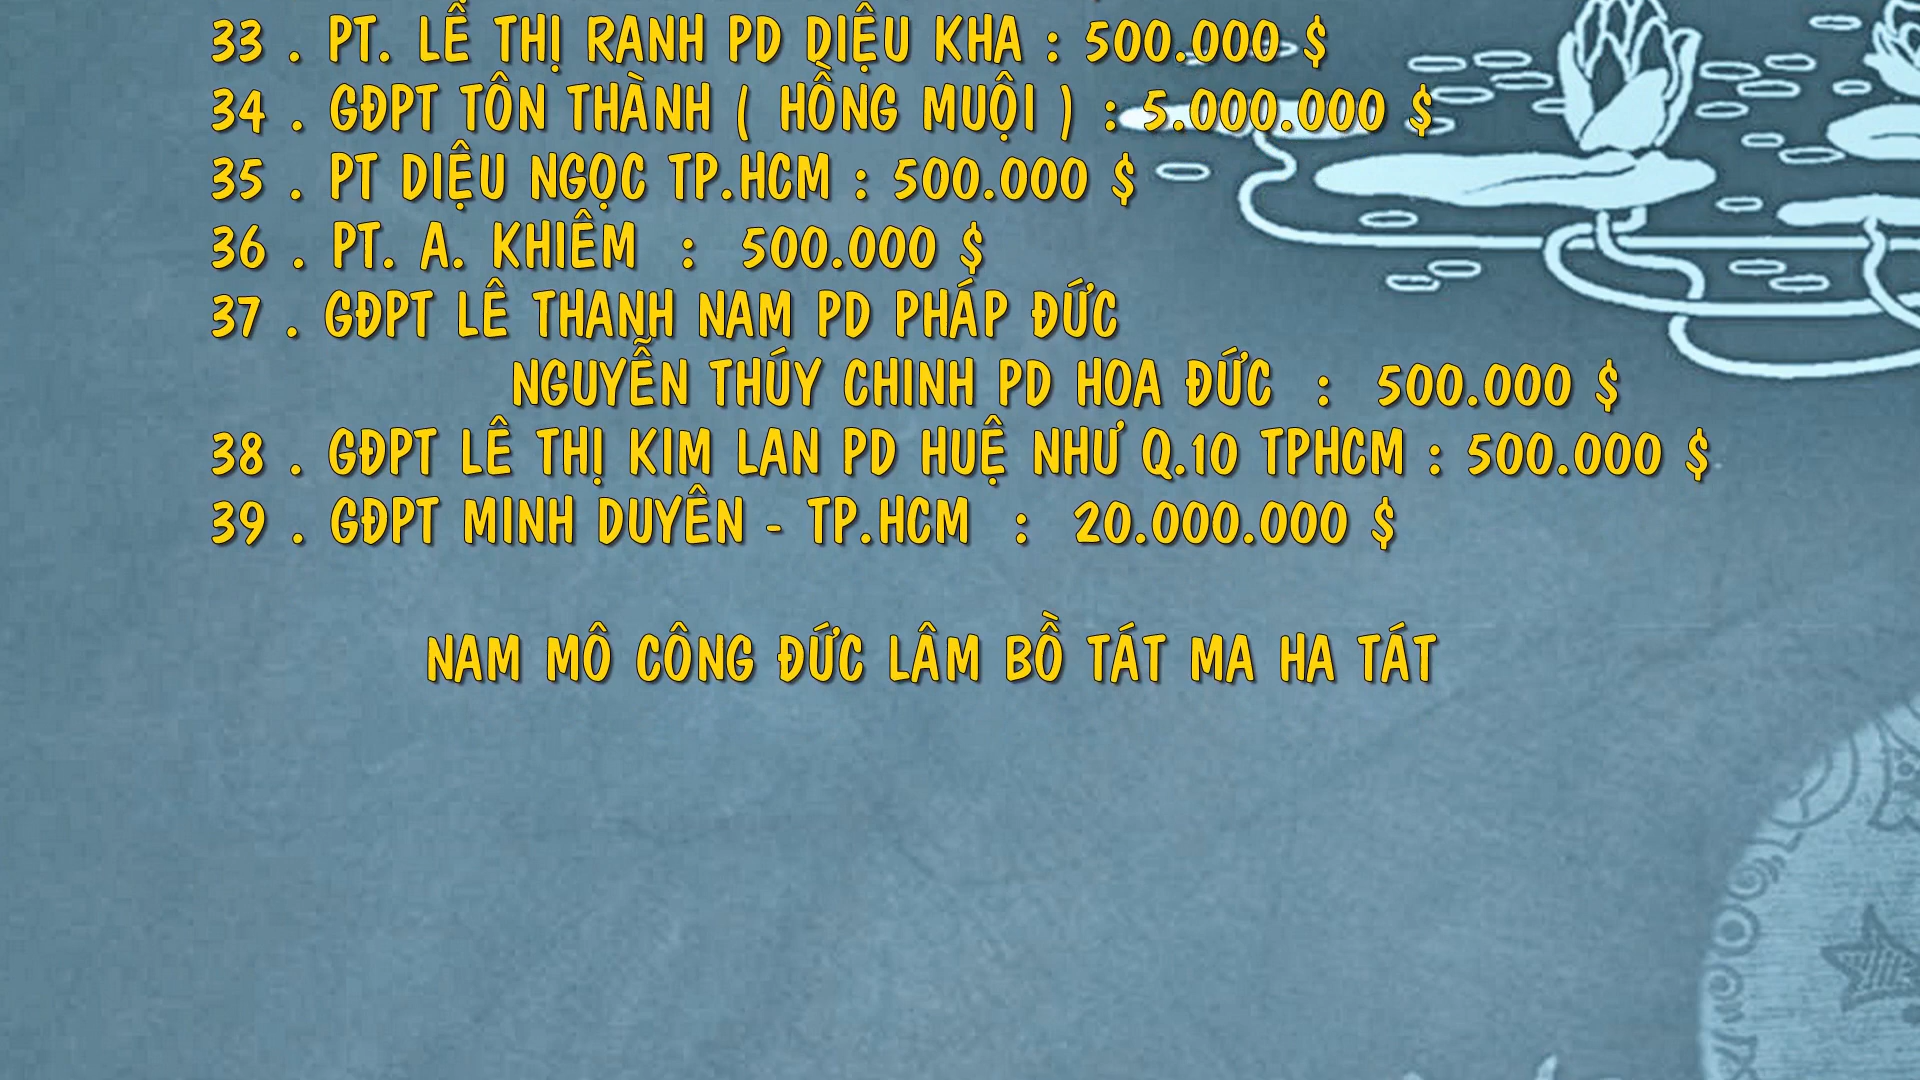 33 . PT. LỄ THỊ RANH PD DIỆU KHA : 500.000 $
34 . GĐPT TÔN THÀNH ( HỒNG MUỘI ) : 5.000.000 $
35 . PT DIỆU NGỌC TP.HCM : 500.000 $
36 . PT. A. KHIÊM : 500.000 $
37 . GĐPT LÊ THANH NAM PD PHÁP ĐỨC
NGUYỄN THÚY CHINH PD HOA ĐỨC : 500.000 $
38 . GĐPT LÊ THỊ KIM LAN PD HUỆ NHƯ Q.10 TPHCM : 500.000 $
39 . GĐPT MINH DUYÊN - TP.HCM : 20.000.000 $
NAM MÔ CÔNG ĐỨC LÂM BỒ TÁT MA HA TÁT